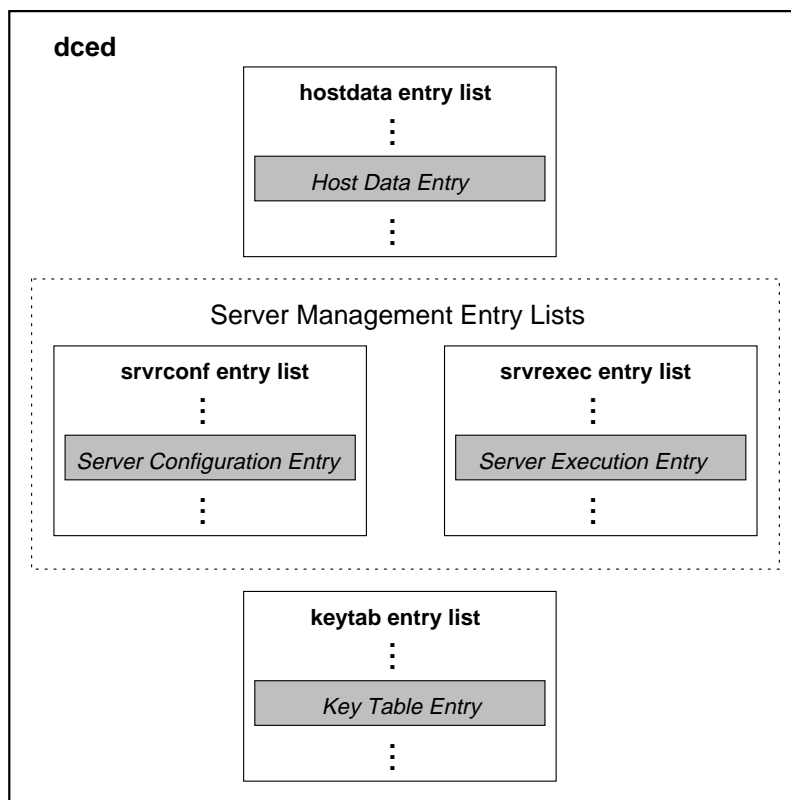 dced
hostdata entry list
Host Data Entry
Server Management Entry Lists
srvrconf entry list
Server Configuration Entry
srvrexec entry list
Server Execution Entry
keytab entry list
Key Table Entry